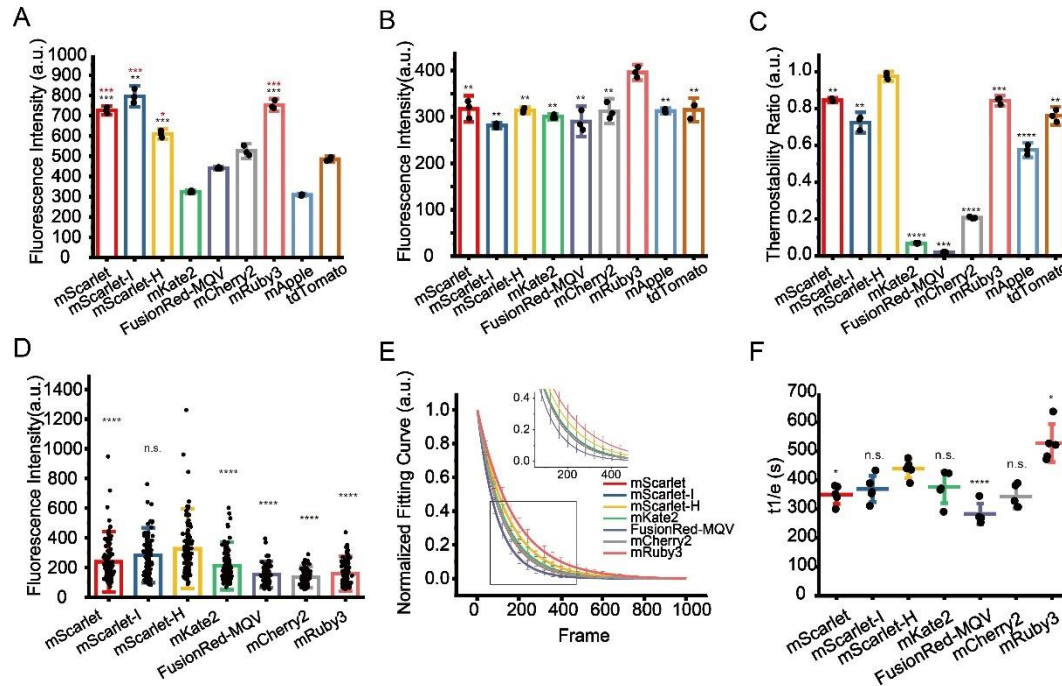 A
Fluorescence Intensity (a.u.)
1000
900
800
700
600
500
400
300
200
100
0
***
***
***
**
*
***
***
***
mScarlet
mScarlet-I
mScarlet-H
mKate2
FusionRed-MQV
mCherry2
mRuby3
mApple
tdTomato
B
Fluorescence Intensity (a.u.)
400
300
200
100
0
**
**
**
**
**
**
**
**
mScarlet
mScarlet-I
mScarlet-H
mKate2
FusionRed-MQV
mCherry2
mRuby3
mApple
tdTomato
C
Thermostability Ratio (a.u.)
1.0
0.8
0.6
0.4
0.2
0.0
**
**
****
***
****
***
****
**
mScarlet
mScarlet-I
mScarlet-H
mKate2
FusionRed-MQV
mCherry2
mRuby3
mApple
tdTomato
D
Fluorescence Intensity(a.u.)
1400
1200
1000
800
600
400
200
0
****
n.s.
****
****
****
****
mScarlet
mScarlet-I
mScarlet-H
mKate2
FusionRed-MQV
mCherry2
mRuby3
E
Normalized Fitting Curve (a.u.)
1.0
0.8
0.6
0.4
0.2
0.0
0.4
0.2
0.0
200
400
mScarlet
mScarlet-I
mScarlet-H
mKate2
FusionRed-MQV
mCherry2
mRuby3
0
200
400
600
800
1000
Frame
F
t1/e (s)
700
600
500
400
300
200
100
0
*
n.s.
n.s.
****
n.s.
*
mScarlet
mScarlet-I
mScarlet-H
mKate2
FusionRed-MQV
mCherry2
mRuby3